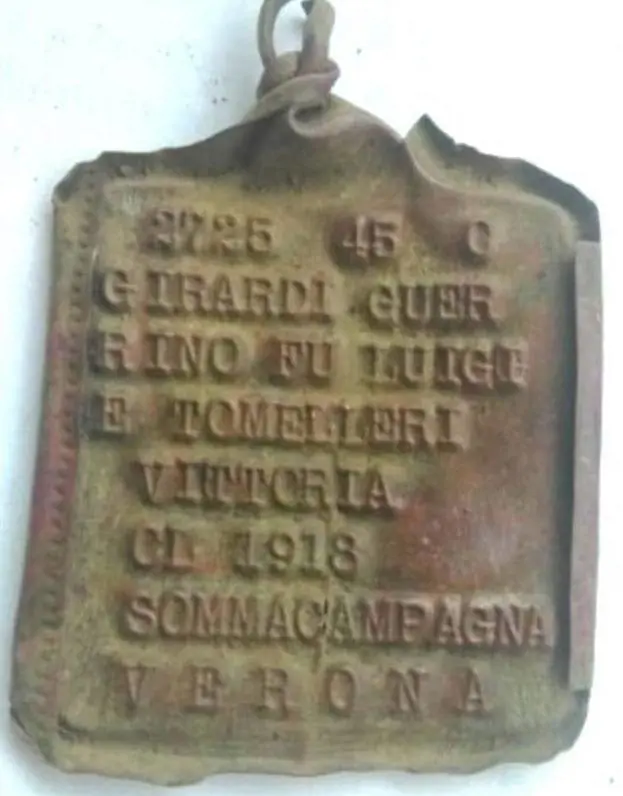 2725 45 C
GIRARDI GUER
RINO FU LUIGI
E TOMELLERI
VITTORIA
CL 1918
SOMMACAMPAGNA
VERONA